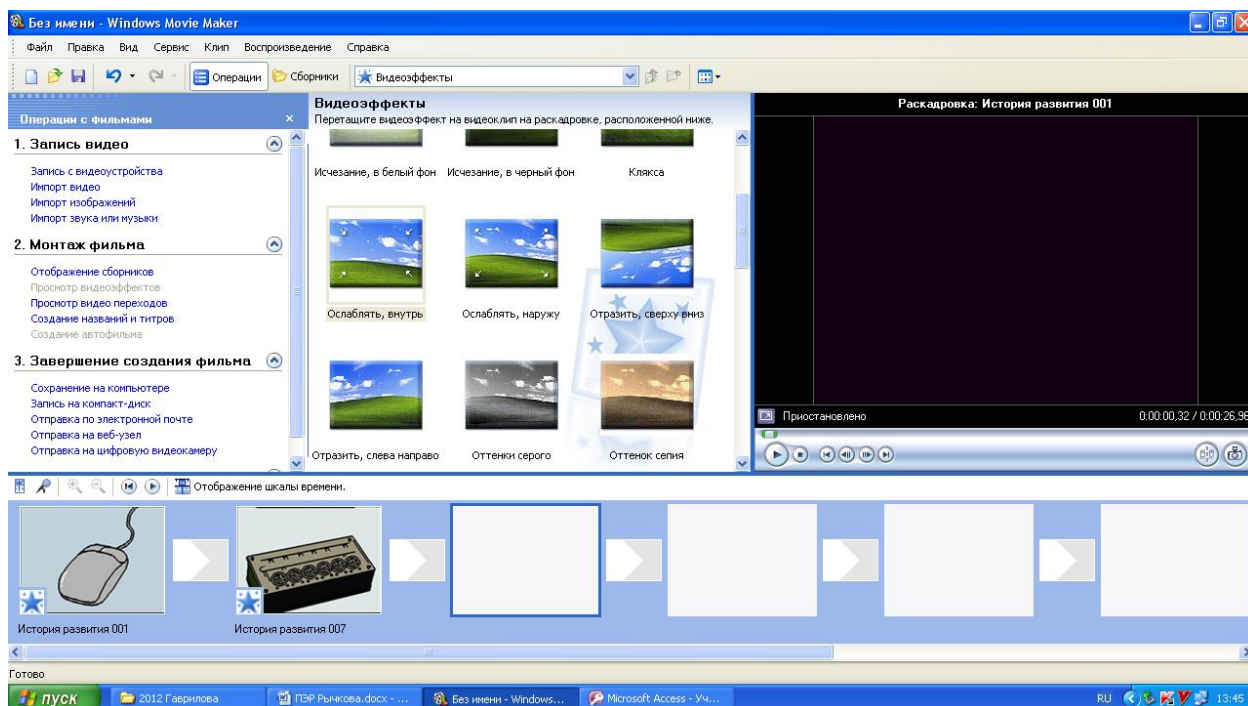 Без имени - Windows Movie Maker
Файл Правка Вид Сервис Клип Воспроизведение Справка
Операции Сборники Видеоэффекты
Операции с фильмами
1. Запись видео
Запись с видеоустройства
Импорт видео
Импорт изображений
Импорт звука или музыки
2. Монтаж фильма
Отображение сборников
Просмотр видеоэффектов
Просмотр видео переходов
Создание названий и титров
Создание автофильма
3. Завершение создания фильма
Сохранение на компьютере
Запись на компакт-диск
Отправка по электронной почте
Отправка на веб-узел
Отправка на цифровую видеокамеру
Видеоэффекты
Перетащите видеоэффект на видеоклип на раскадровке, расположенной ниже.
Исчезание, в белый фон Исчезание, в черный фон Клякса
Ослаблять, внутрь Ослаблять, наружу Отразить, сверху вниз
Отразить, слева направо Оттенки серого Оттенок сепия
Раскадровка: История развития 001
Приостановлено 0:00:00,32 / 0:00:26,96
Отображение шкалы времени.
История развития 001 История развития 007
Готово
пуск 2012 Гаврилова ПЭР Рычкова.docx - ... Без имени - Windows... Microsoft Access - Уч... RU 13:45